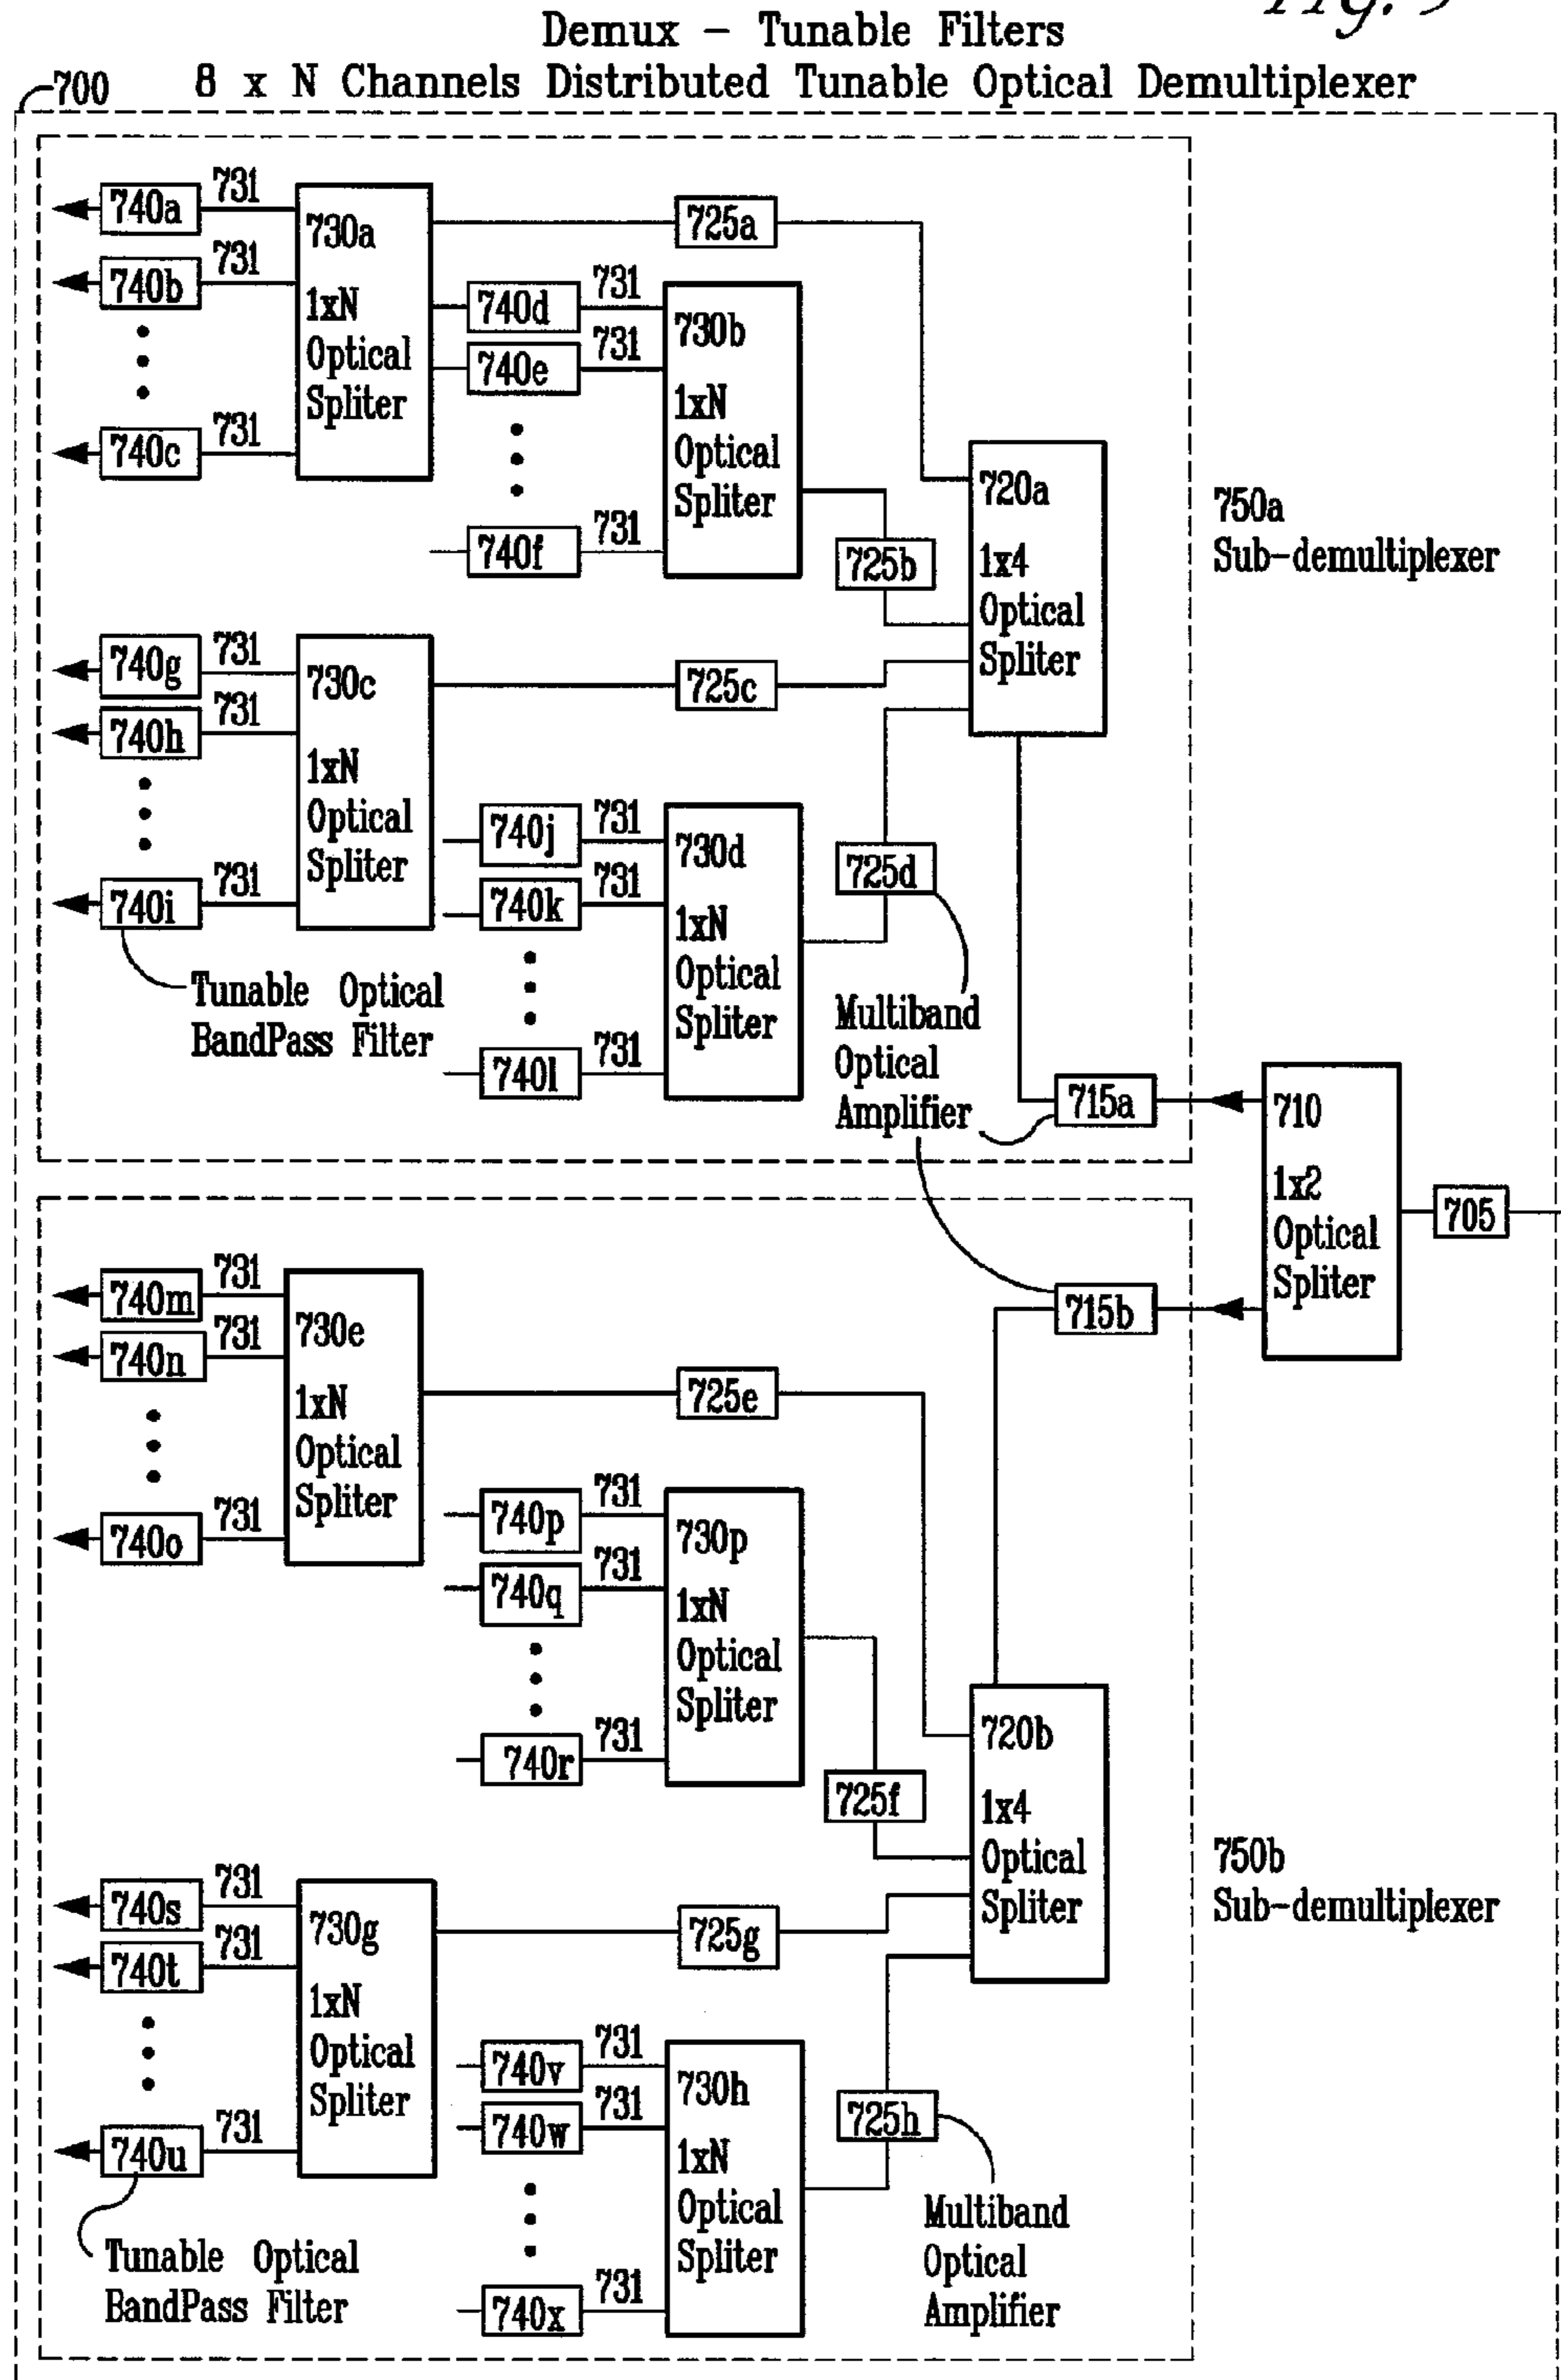 Demux - Tunable Filters
8 x N Channels Distributed Tunable Optical Demultiplexer
700
740a
731
740b
731
740c
731
730a
1xN
Optical
Spliter
725a
740d
731
740e
731
740f
731
730b
1xN
Optical
Spliter
725b
720a
1x4
Optical
Spliter
750a
Sub-demultiplexer
740g
731
740h
731
740i
731
730c
1xN
Optical
Spliter
725c
740j
731
740k
731
740l
731
730d
1xN
Optical
Spliter
725d
Tunable Optical
BandPass Filter
Multiband
Optical
Amplifier
715a
710
1x2
Optical
Spliter
705
715b
740m
731
740n
731
740o
731
730e
1xN
Optical
Spliter
725e
740p
731
740q
731
740r
731
730p
1xN
Optical
Spliter
725f
720b
1x4
Optical
Spliter
750b
Sub-demultiplexer
740s
731
740t
731
740u
731
730g
1xN
Optical
Spliter
725g
740v
731
740w
731
740x
731
730h
1xN
Optical
Spliter
725h
Tunable Optical
BandPass Filter
Multiband
Optical
Amplifier